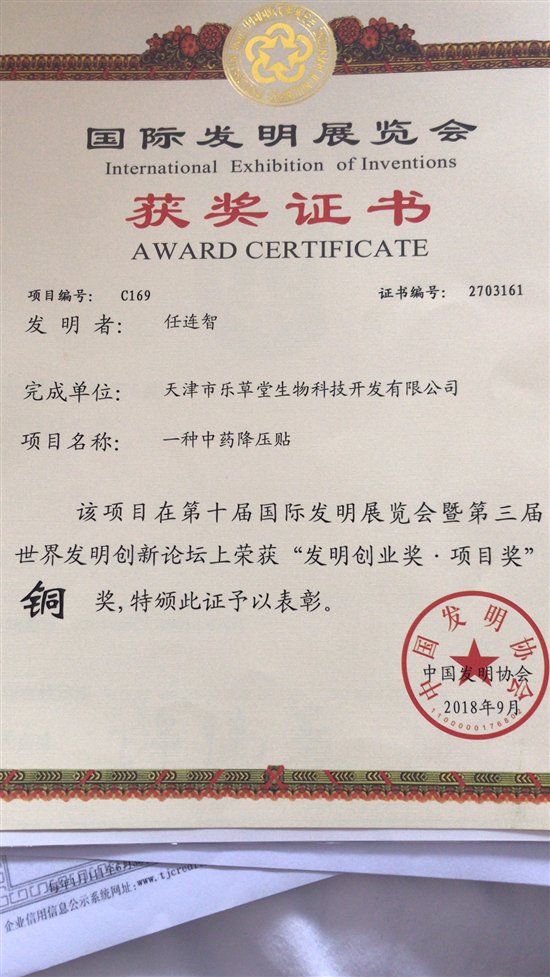 国际发明展览会
International Exhibition of Inventions
获奖证书
AWARD CERTIFICATE
项目编号： C169 证书编号： 2703161
发明者： 任连智
完成单位： 天津市乐草堂生物科技开发有限公司
项目名称： 一种中药降压贴
该项目在第十届国际发明展览会暨第三届
世界发明创新论坛上荣获“发明创业奖·项目奖”
铜 奖,特颁此证予以表彰。
中国发明协会
中国发明协会
2018年9月
1100000176802
企业信用信息公示系统网址:www.tjcredi